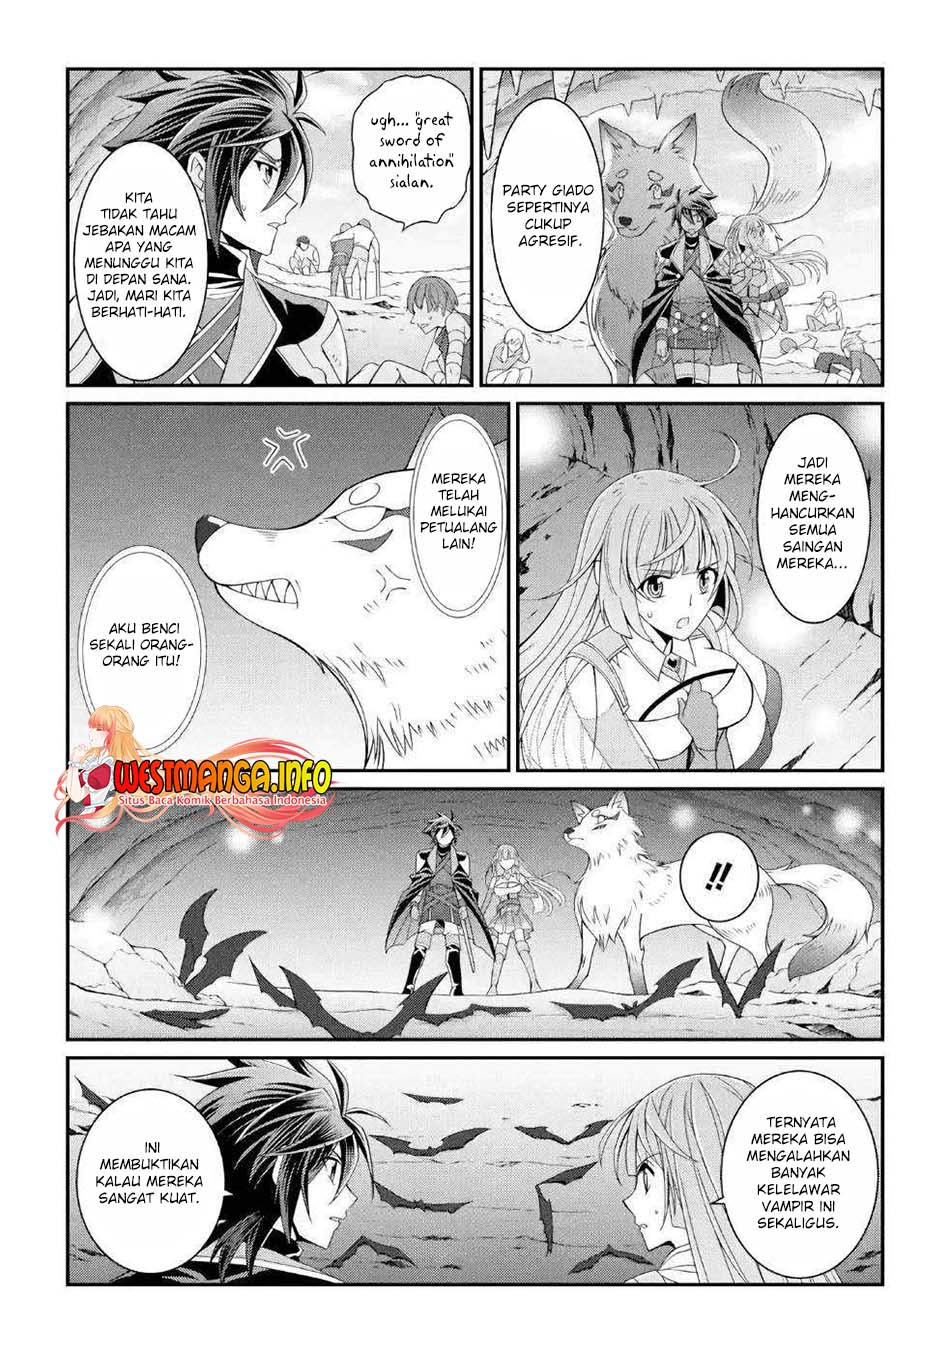 PARTY GIADO
SEPERTINYA
CUKUP
AGRESIF.
ugh... "great
sword of
annihilation"
sialan.
KITA
TIDAK TAHU
JEBAKAN MACAM
APA YANG
MENUNGGU KITA
DI DEPAN SANA.
JADI, MARI KITA
BERHATI-HATI.
JADI
MEREKA
MENG-
HANCURKAN
SEMUA
SAINGAN
MEREKA...
MEREKA
TELAH
MELUKAI
PETUALANG
LAIN!
AKU BENCI
SEKALI ORANG-
ORANG ITU!
WESTMANGA.INFO
Situs Baca Komik Berbahasa Indonesia
!!
TERNYATA
MEREKA BISA
MENGALAHKAN
BANYAK
KELELAWAR
VAMPIR INI
SEKALIGUS.
INI
MEMBUKTIKAN
KALAU MEREKA
SANGAT KUAT.